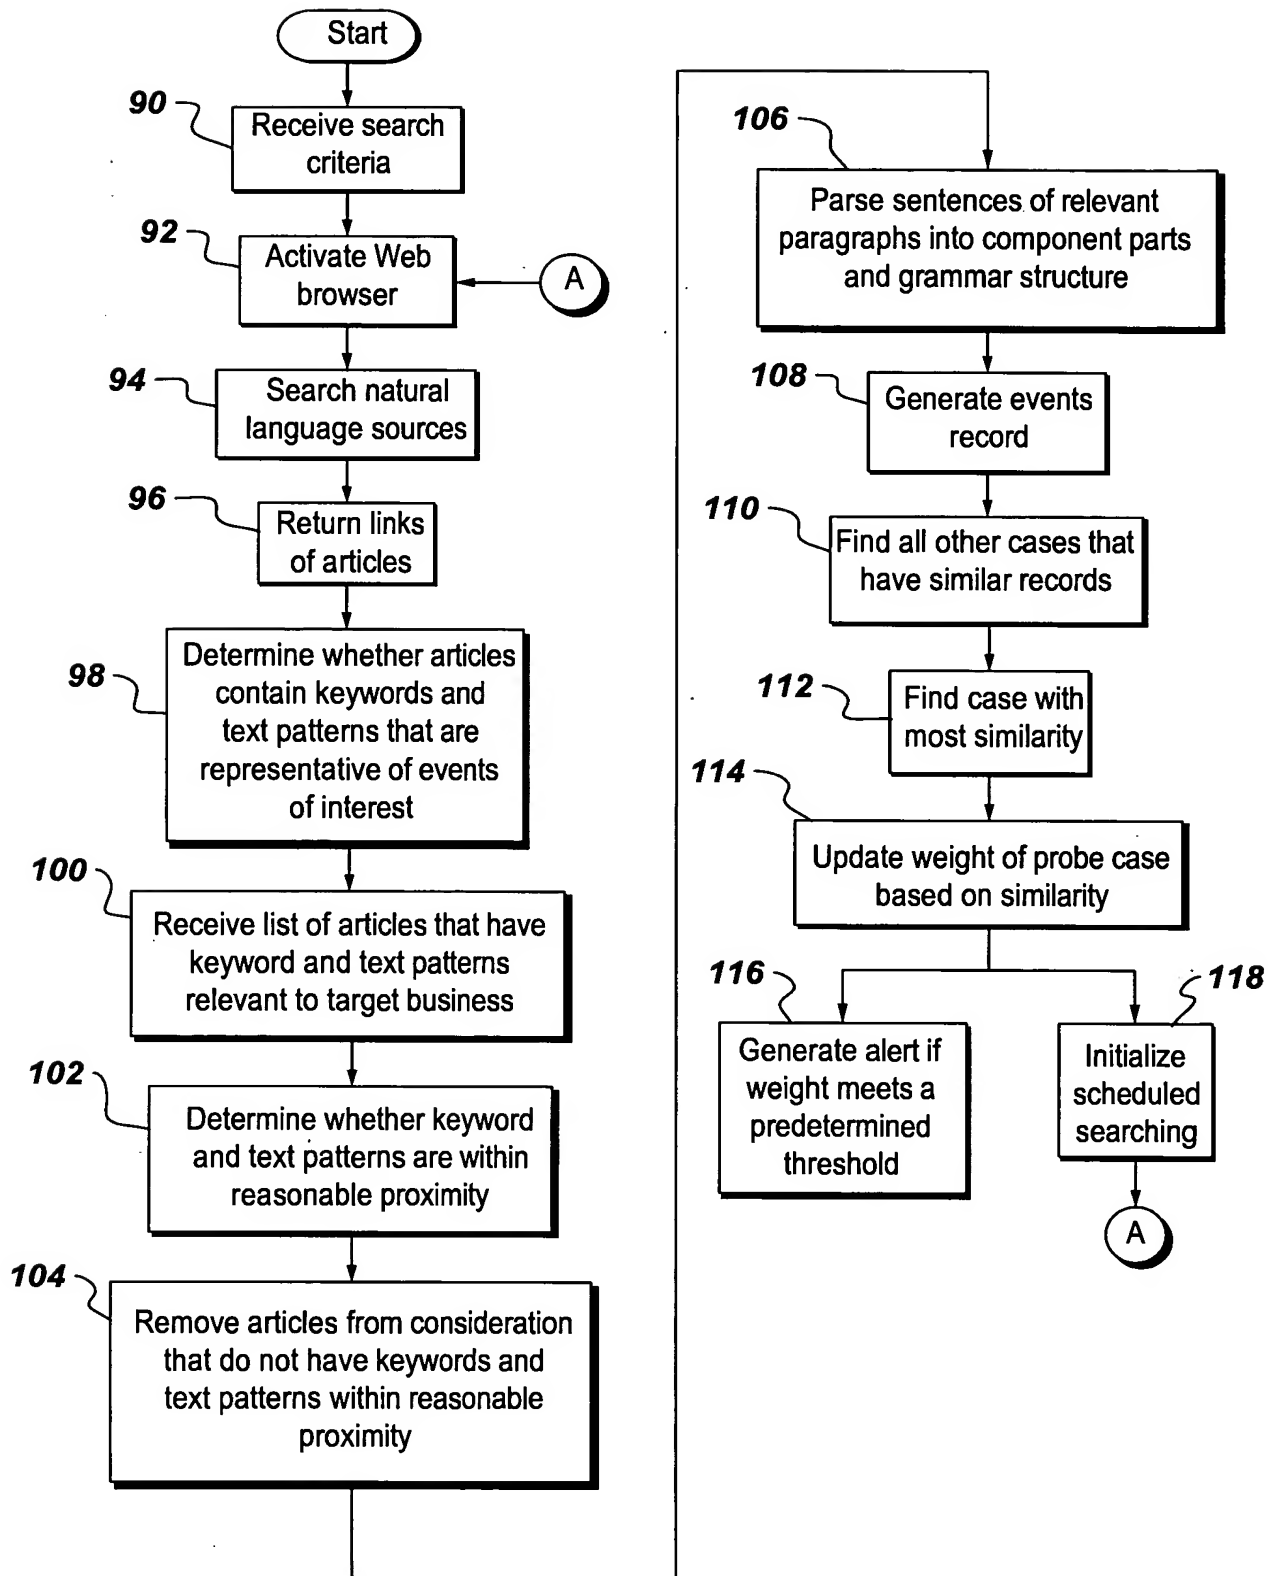 Start
90
Receive search
criteria
92
Activate Web
browser
A
94
Search natural
language sources
96
Return links
of articles
98
Determine whether articles
contain keywords and
text patterns that are
representative of events
of interest
100
Receive list of articles that have
keyword and text patterns
relevant to target business
102
Determine whether keyword
and text patterns are within
reasonable proximity
104
Remove articles from consideration
that do not have keywords and
text patterns within reasonable
proximity
106
Parse sentences of relevant
paragraphs into component parts
and grammar structure
108
Generate events
record
110
Find all other cases that
have similar records
112
Find case with
most similarity
114
Update weight of probe case
based on similarity
116
Generate alert if
weight meets a
predetermined
threshold
118
Initialize
scheduled
searching
A